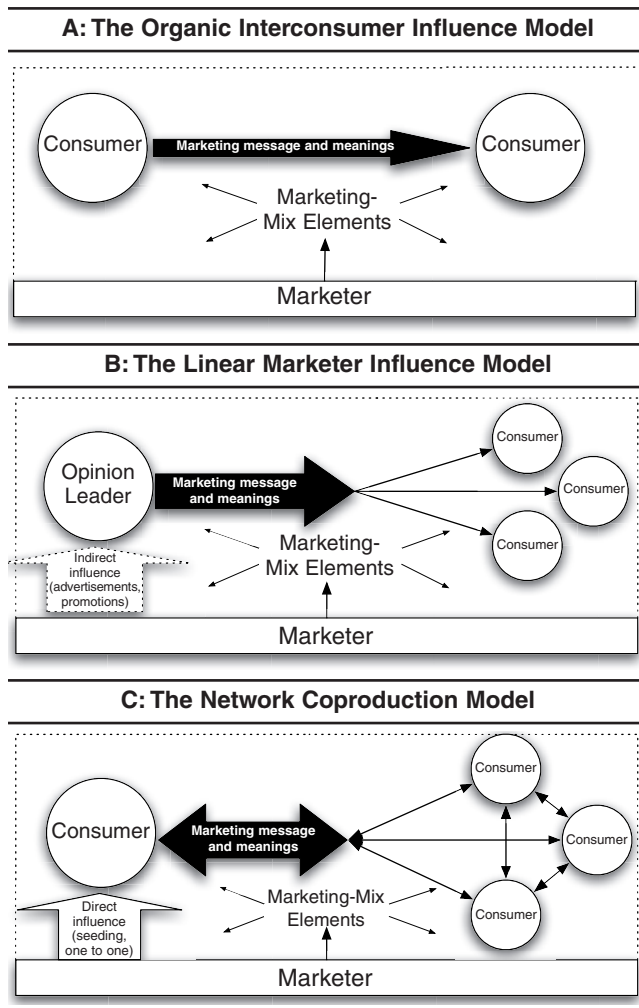 A: The Organic Interconsumer Influence Model
Consumer
Marketing message and meanings
Consumer
Marketing-
Mix Elements
Marketer
B: The Linear Marketer Influence Model
Opinion
Leader
Marketing message
and meanings
Consumer
Consumer
Consumer
Indirect
influence
(advertisements,
promotions)
Marketing-
Mix Elements
Marketer
C: The Network Coproduction Model
Consumer
Marketing message
and meanings
Consumer
Consumer
Consumer
Direct
influence
(seeding,
one to one)
Marketing-Mix
Elements
Marketer